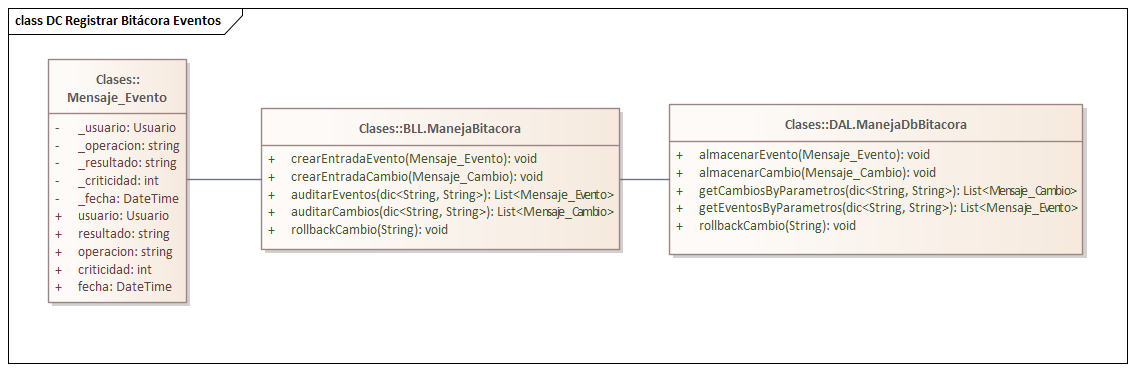 class DC Registrar Bitácora Eventos
Clases::
Mensaje_Evento
- _usuario: Usuario
- _operacion: string
- _resultado: string
- _criticidad: int
- _fecha: DateTime
+ usuario: Usuario
+ resultado: string
+ operacion: string
+ criticidad: int
+ fecha: DateTime
Clases::BLL.ManejaBitacora
+ crearEntradaEvento(Mensaje_Evento): void
+ crearEntradaCambio(Mensaje_Cambio): void
+ auditarEventos(dic<String, String>): List<Mensaje_Evento>
+ auditarCambios(dic<String, String>): List<Mensaje_Cambio>
+ rollbackCambio(String): void
Clases::DAL.ManejaDbBitacora
+ almacenarEvento(Mensaje_Evento): void
+ almacenarCambio(Mensaje_Cambio): void
+ getCambiosByParametros(dic<String, String>): List<Mensaje_Cambio>
+ getEventosByParametros(dic<String, String>): List<Mensaje_Evento>
+ rollbackCambio(String): void